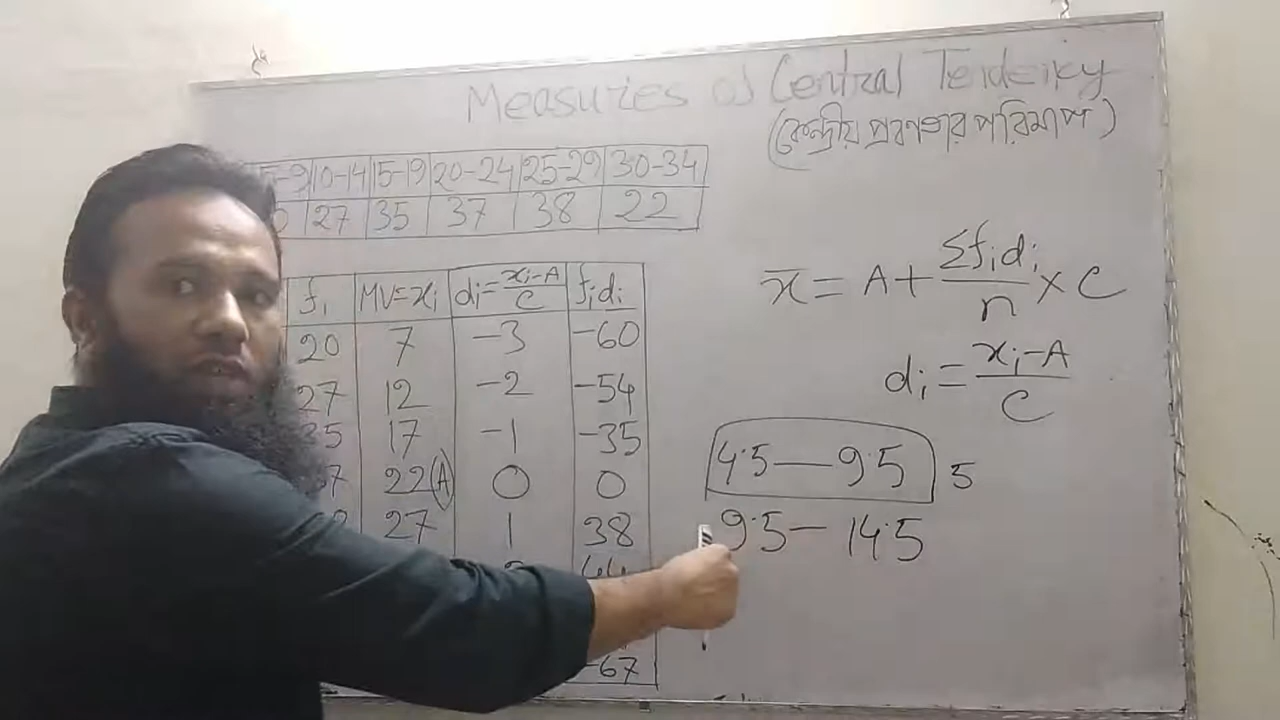 Measures of Central Tendency
(কেন্দ্রীয় প্রবণতার পরিমাপ)
5-9 10-14 15-19 20-24 25-29 30-34
0 27 35 37 38 22
fᵢ MV=xᵢ dᵢ=(xᵢ-A)/C fᵢdᵢ
20 7 -3 -60
27 12 -2 -54
35 17 -1 -35
7 22(A) 0 0
27 1 38
44
-67
x̄ = A + Σfᵢdᵢ/n × C
dᵢ = (xᵢ-A)/C
4.5—9.5 5
9.5—14.5